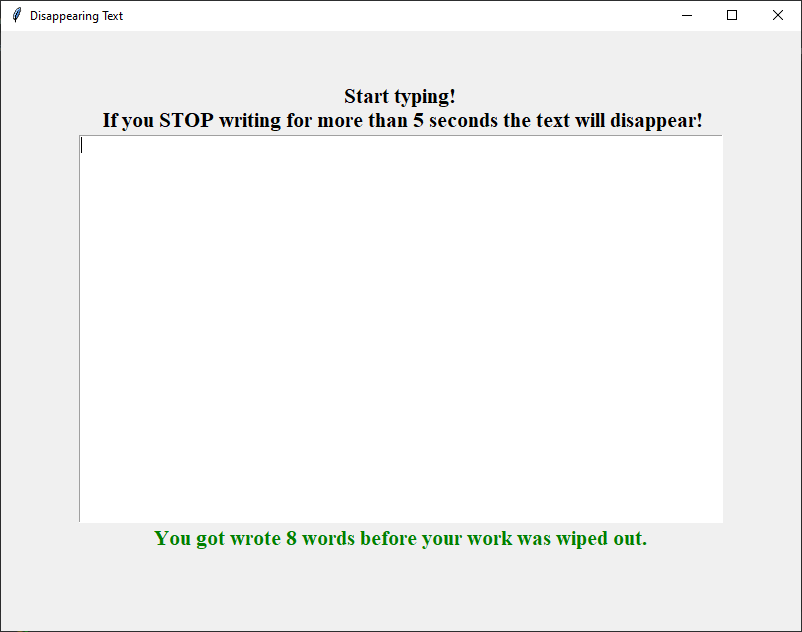 Disappearing Text
Start typing!
If you STOP writing for more than 5 seconds the text will disappear!
You got wrote 8 words before your work was wiped out.